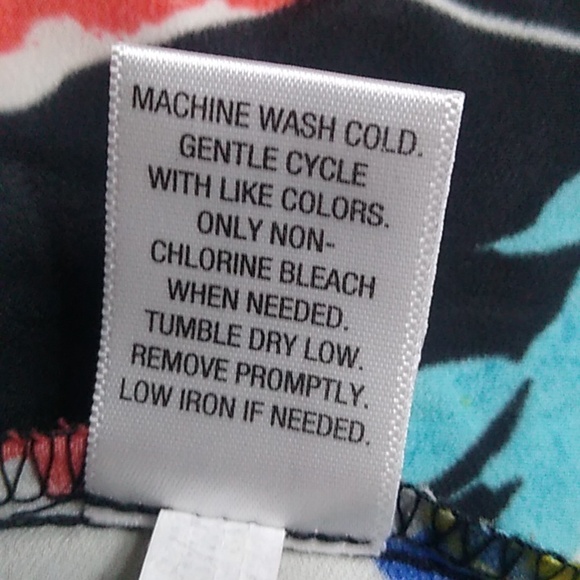 MACHINE WASH COLD.
GENTLE CYCLE
WITH LIKE COLORS.
ONLY NON-
CHLORINE BLEACH
WHEN NEEDED.
TUMBLE DRY LOW.
REMOVE PROMPTLY.
LOW IRON IF NEEDED.